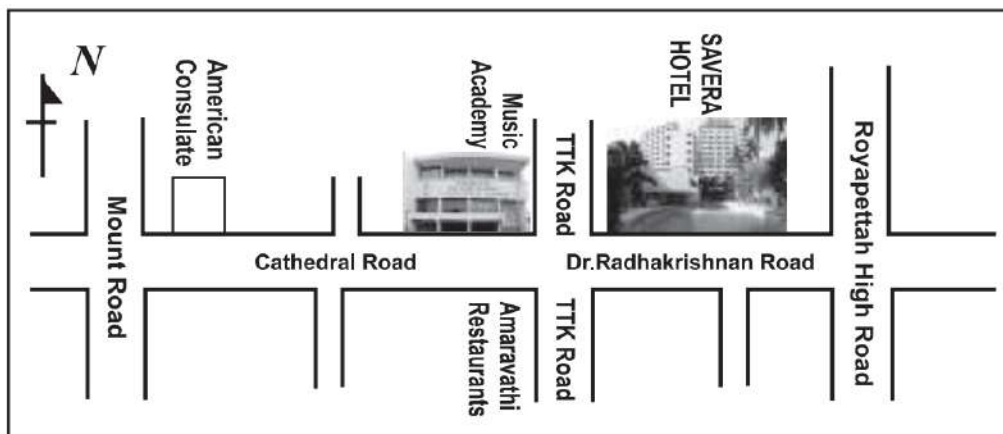 N
American
Consulate
Music
Academy
SAVERA
HOTEL
Mount Road
TTK Road
Royapettah High Road
Cathedral Road
Dr.Radhakrishnan Road
Amaravathi
Restaurants
TTK Road